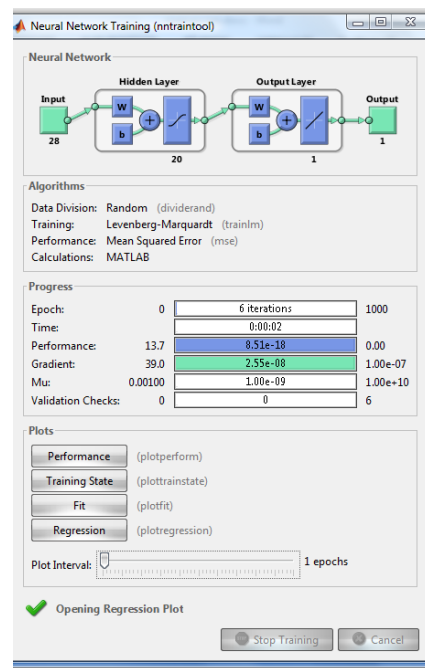 Neural Network Training (nntraintool)
Neural Network
Hidden Layer Output Layer
Input Output
W W
b b
28 20 1 1
Algorithms
Data Division: Random (dividerand)
Training: Levenberg-Marquardt (trainlm)
Performance: Mean Squared Error (mse)
Calculations: MATLAB
Progress
Epoch: 0 6 iterations 1000
Time: 0:00:02
Performance: 13.7 8.51e-18 0.00
Gradient: 39.0 2.55e-08 1.00e-07
Mu: 0.00100 1.00e-09 1.00e+10
Validation Checks: 0 0 6
Plots
Performance (plotperform)
Training State (plottrainstate)
Fit (plotfit)
Regression (plotregression)
Plot Interval: 1 epochs
Opening Regression Plot
Stop Training Cancel